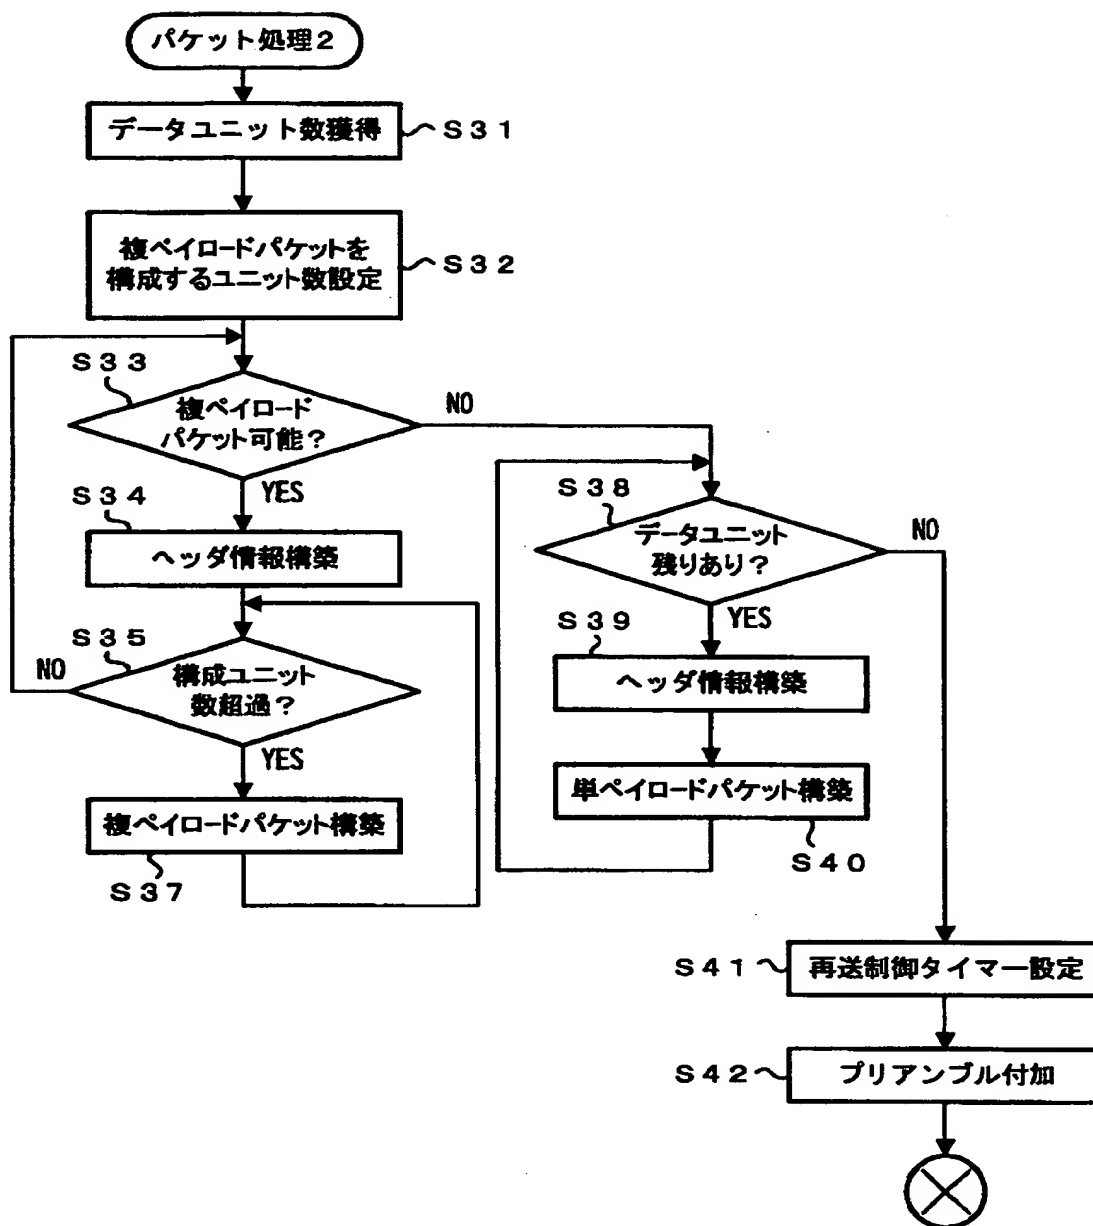 パケット処理2
データユニット数獲得
S31
複ペイロードパケットを
構成するユニット数設定
S32
S33
複ペイロード
パケット可能?
NO
YES
S34
ヘッダ情報構築
S35
NO
構成ユニット
数超過?
YES
複ペイロードパケット構築
S37
S38
データユニット
残りあり?
NO
YES
S39
ヘッダ情報構築
単ペイロードパケット構築
S40
S41
再送制御タイマー設定
S42
プリアンブル付加